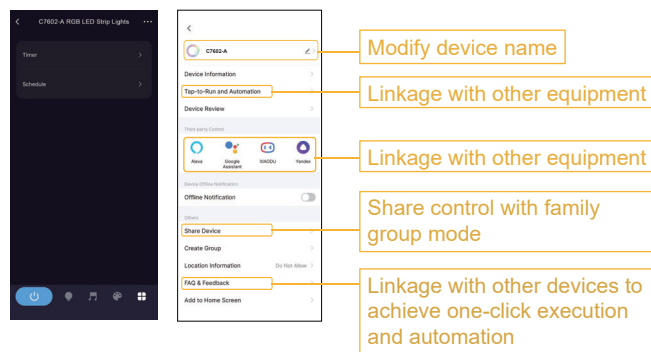 C7602-A RGB LED Strip Lights
Timer
Schedule
C7602-A
Device Information
Tap-to-Run and Automation
Device Review
Third-party Control
Alexa
Google
Assistant
XIAODU
Yandex
Device Offline Notification
Offline Notification
Others
Share Device
Create Group
Location Information Do Not Allow
FAQ & Feedback
Add to Home Screen
Modify device name
Linkage with other equipment
Linkage with other equipment
Share control with family
group mode
Linkage with other devices to
achieve one-click execution
and automation